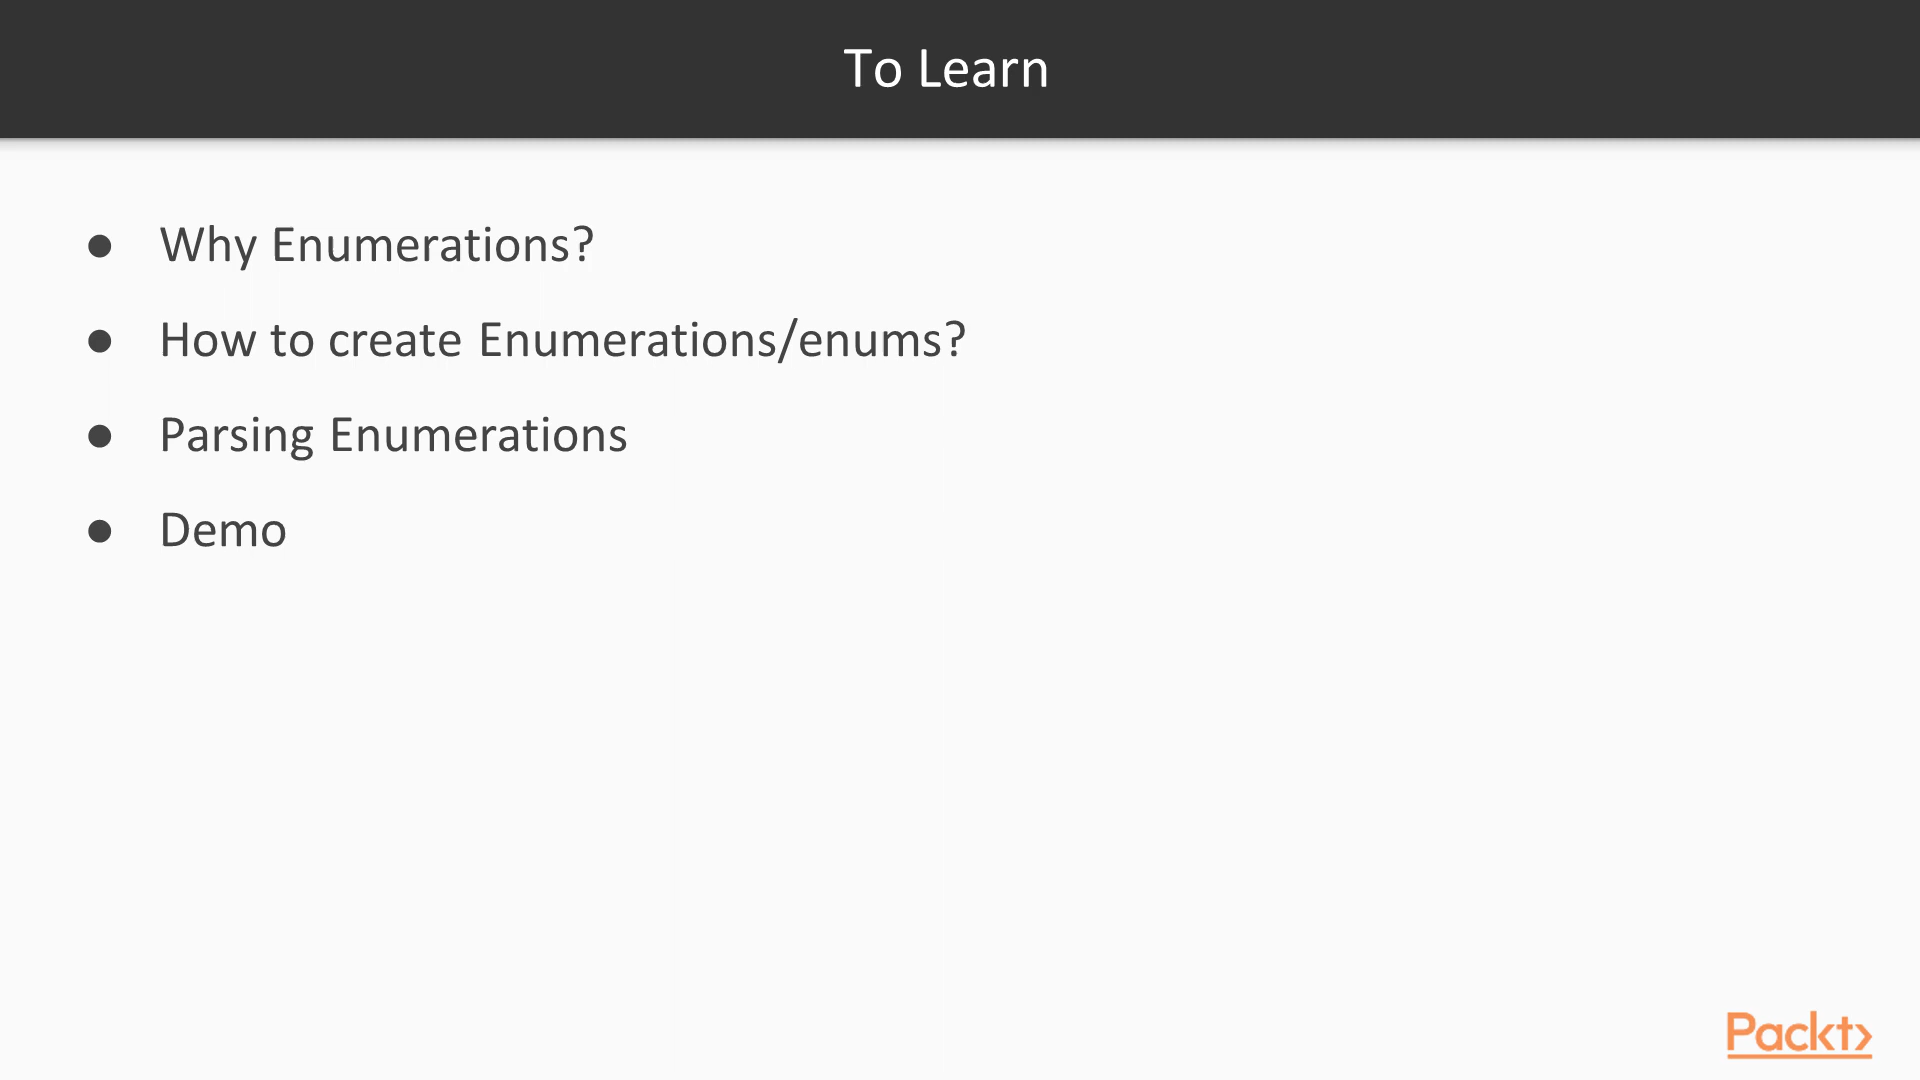 To Learn
● Why Enumerations?
● How to create Enumerations/enums?
● Parsing Enumerations
● Demo
Packt>